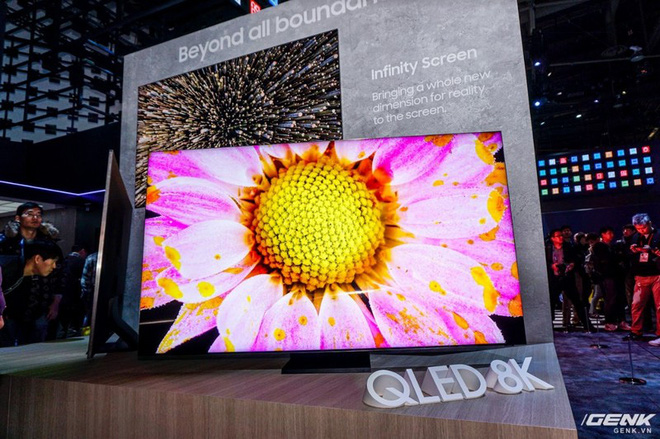 Beyond all boundar
Infinity Screen
Bringing a whole new
dimension for reality
to the screen.
QLED 8K
GENK
GENK.VN